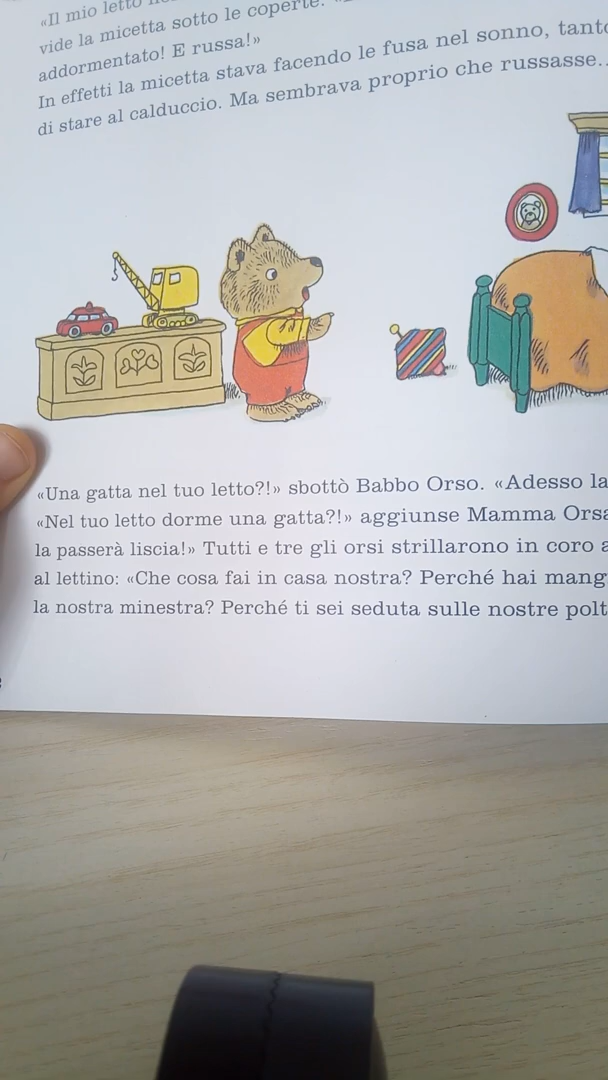 «Il mio letto
vide la micetta sotto le coperte.
addormentato! E russa!»
In effetti la micetta stava facendo le fusa nel sonno, tanto
di stare al calduccio. Ma sembrava proprio che russasse..
«Una gatta nel tuo letto?!» sbottò Babbo Orso. «Adesso la
«Nel tuo letto dorme una gatta?!» aggiunse Mamma Orsa
la passerà liscia!» Tutti e tre gli orsi strillarono in coro a
al lettino: «Che cosa fai in casa nostra? Perché hai mang
la nostra minestra? Perché ti sei seduta sulle nostre polt